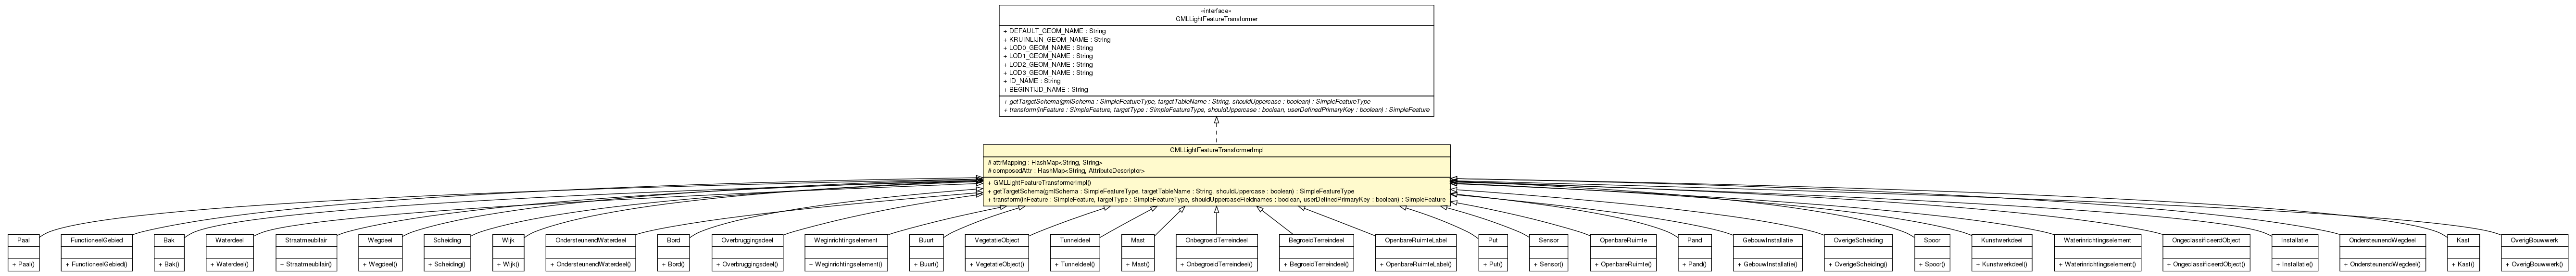 «interface»
GMLLightFeatureTransformer
+ DEFAULT_GEOM_NAME : String
+ KRUINLIJN_GEOM_NAME : String
+ LOD0_GEOM_NAME : String
+ LOD1_GEOM_NAME : String
+ LOD2_GEOM_NAME : String
+ LOD3_GEOM_NAME : String
+ ID_NAME : String
+ BEGINTIJD_NAME : String
+ getTargetSchema(gmlSchema : SimpleFeatureType, targetTableName : String, shouldUppercase : boolean) : SimpleFeatureType
+ transform(inFeature : SimpleFeature, targetType : SimpleFeatureType, shouldUppercase : boolean, userDefinedPrimaryKey : boolean) : SimpleFeature
GMLLightFeatureTransformerImpl
# attrMapping : HashMap<String, String>
# composedAttr : HashMap<String, AttributeDescriptor>
+ GMLLightFeatureTransformerImpl()
+ getTargetSchema(gmlSchema : SimpleFeatureType, targetTableName : String, shouldUppercase : boolean) : SimpleFeatureType
+ transform(inFeature : SimpleFeature, targetType : SimpleFeatureType, shouldUppercaseFieldnames : boolean, userDefinedPrimaryKey : boolean) : SimpleFeature
Paal
+ Paal()
FunctioneelGebied
+ FunctioneelGebied()
Bak
+ Bak()
Waterdeel
+ Waterdeel()
Straatmeubilair
+ Straatmeubilair()
Wegdeel
+ Wegdeel()
Scheiding
+ Scheiding()
Wijk
+ Wijk()
OndersteunendWaterdeel
+ OndersteunendWaterdeel()
Bord
+ Bord()
Overbruggingsdeel
+ Overbruggingsdeel()
Weginrichtingselement
+ Weginrichtingselement()
Buurt
+ Buurt()
VegetatieObject
+ VegetatieObject()
Tunneldeel
+ Tunneldeel()
Mast
+ Mast()
OnbegroeidTerreindeel
+ OnbegroeidTerreindeel()
BegroeidTerreindeel
+ BegroeidTerreindeel()
OpenbareRuimteLabel
+ OpenbareRuimteLabel()
Put
+ Put()
Sensor
+ Sensor()
OpenbareRuimte
+ OpenbareRuimte()
Pand
+ Pand()
GebouwInstallatie
+ GebouwInstallatie()
OverigeScheiding
+ OverigeScheiding()
Spoor
+ Spoor()
Kunstwerkdeel
+ Kunstwerkdeel()
Waterinrichtingselement
+ Waterinrichtingselement()
OngeclassificeerdObject
+ OngeclassificeerdObject()
Installatie
+ Installatie()
OndersteunendWegdeel
+ OndersteunendWegdeel()
Kast
+ Kast()
OverigBouwwerk
+ OverigBouwwerk()